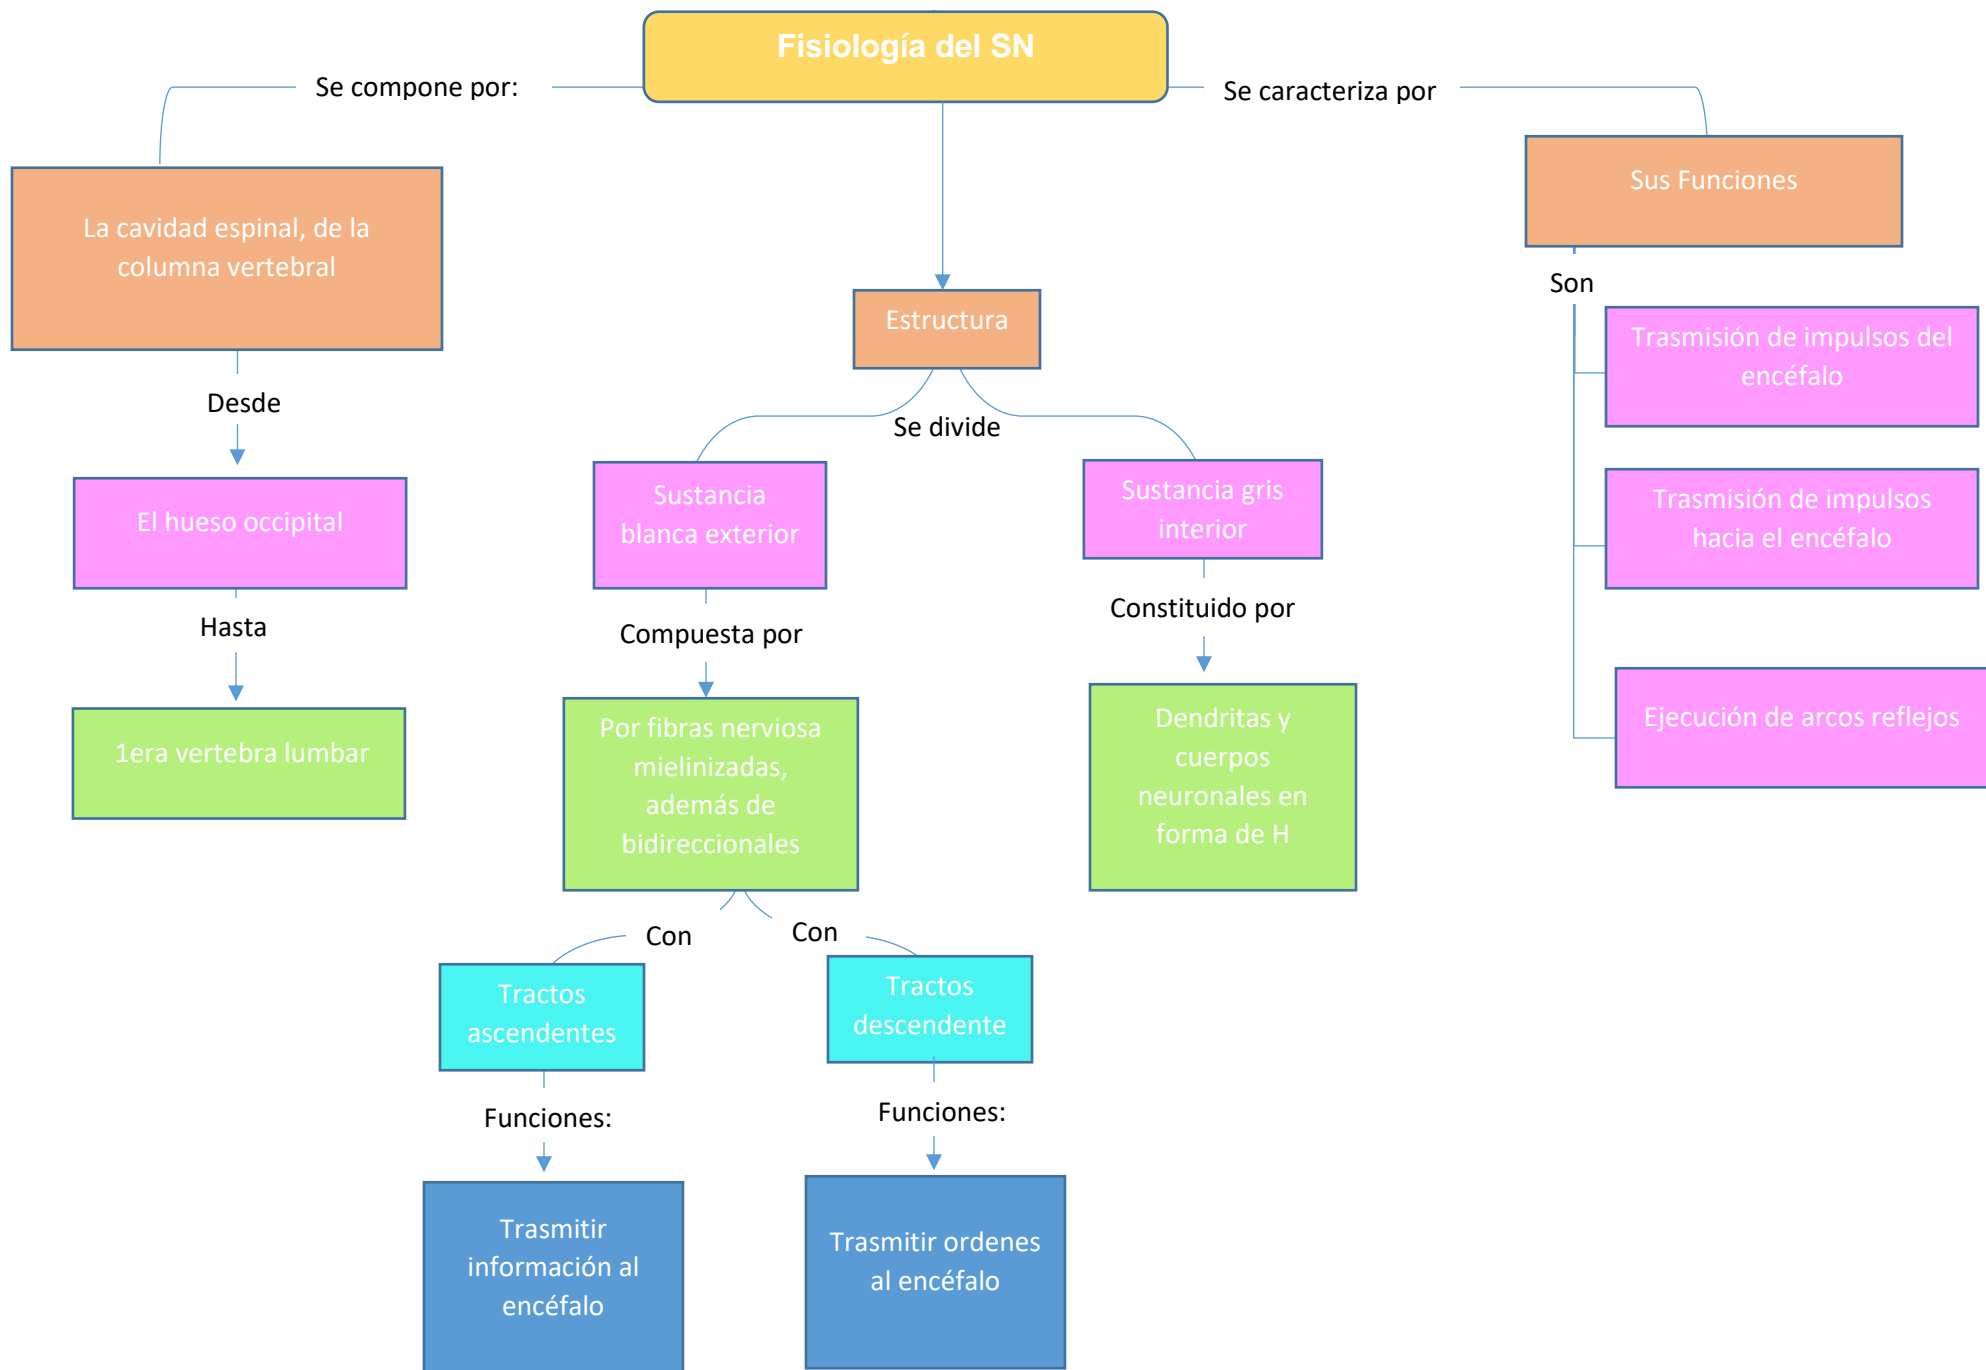 Fisiología del SN
Se compone por:
Se caracteriza por
La cavidad espinal, de la
columna vertebral
Desde
El hueso occipital
Hasta
1era vertebra lumbar
Estructura
Se divide
Sustancia
blanca exterior
Compuesta por
Por fibras nerviosa
mielinizadas,
además de
bidireccionales
Con
Con
Tractos
ascendentes
Funciones:
Trasmitir
información al
encéfalo
Tractos
descendente
Funciones:
Trasmitir ordenes
al encéfalo
Sustancia gris
interior
Constituido por
Dendritas y
cuerpos
neuronales en
forma de H
Sus Funciones
Son
Trasmisión de impulsos del
encéfalo
Trasmisión de impulsos
hacia el encéfalo
Ejecución de arcos reflejos